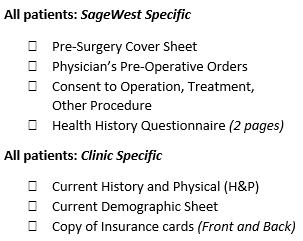 All patients: SageWest Specific
☐ Pre-Surgery Cover Sheet
☐ Physician's Pre-Operative Orders
☐ Consent to Operation, Treatment,
Other Procedure
☐ Health History Questionnaire (2 pages)
All patients: Clinic Specific
☐ Current History and Physical (H&P)
☐ Current Demographic Sheet
☐ Copy of Insurance cards (Front and Back)